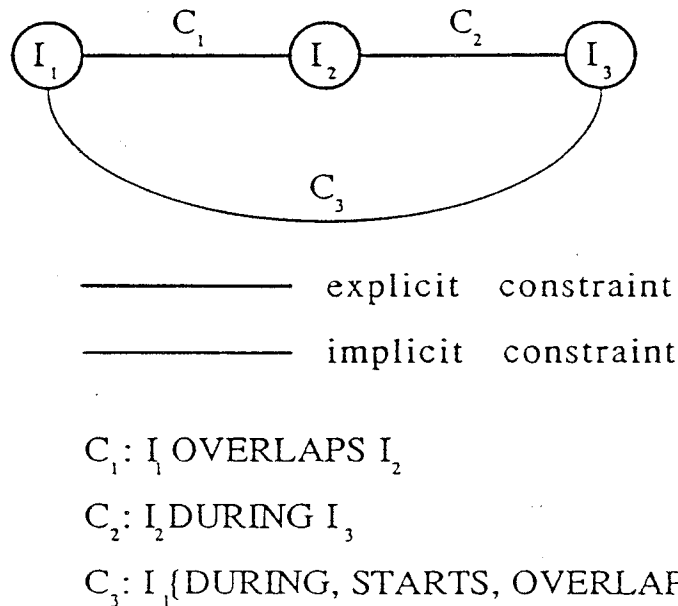 C₁ C₂
I₁ I₂ I₃
C₃
explicit constraint
implicit constraint
C₁: I₁ OVERLAPS I₂
C₂: I₂ DURING I₃
C₃: I₁{DURING, STARTS, OVERLAP